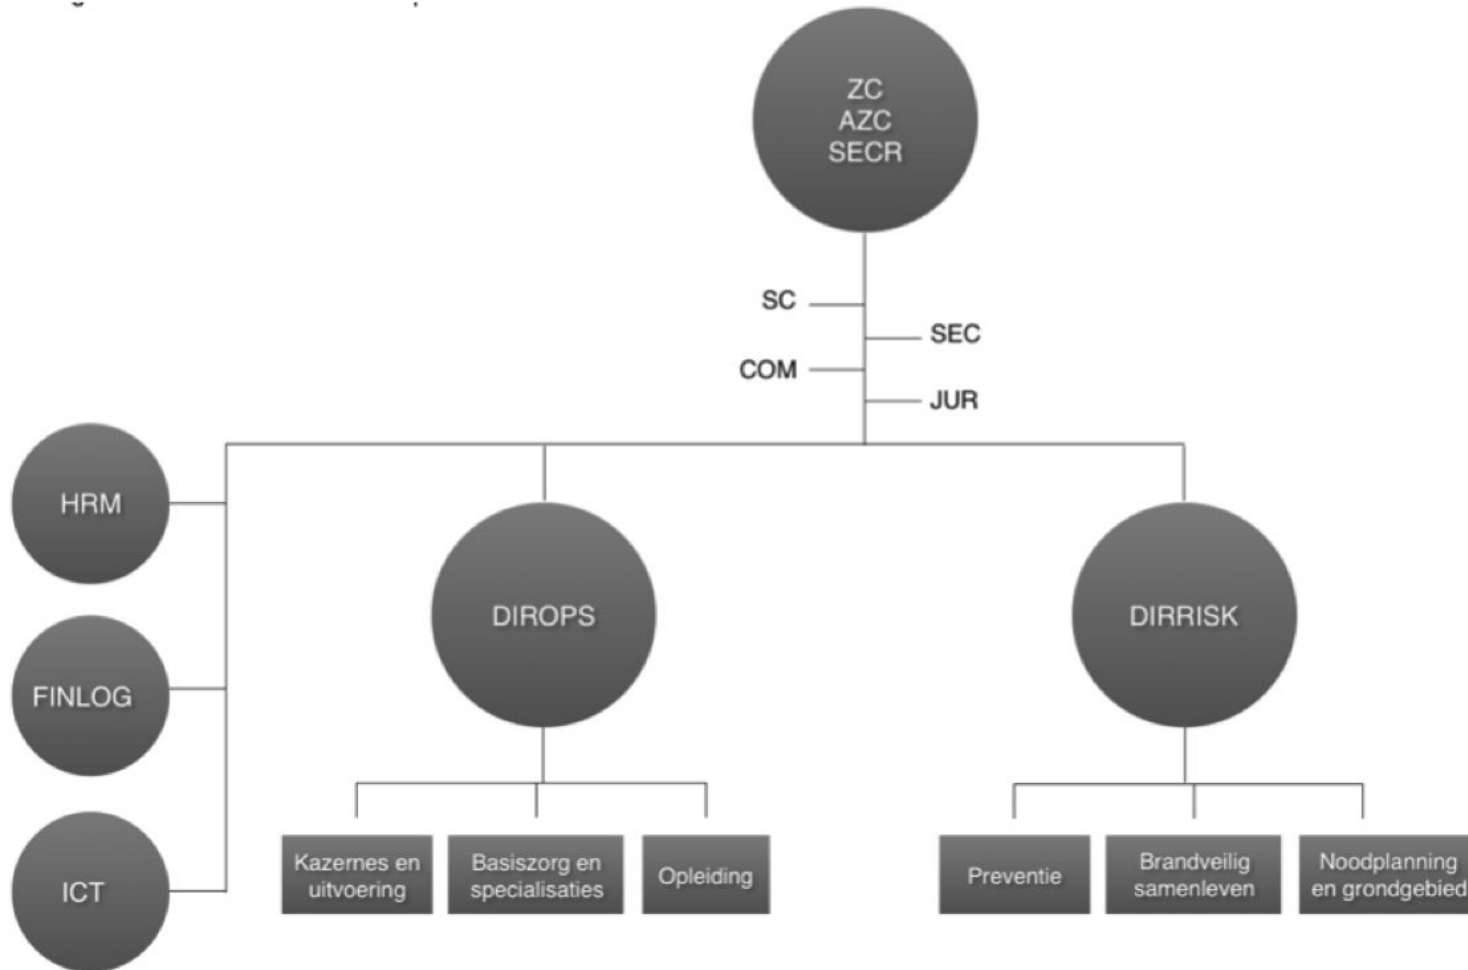 ZC
AZC
SECR
SC
SEC
COM
JUR
HRM
FINLOG
ICT
DIROPS
DIRRISK
Kazernes en
uitvoering
Basiszorg en
specialisaties
Opleiding
Preventie
Brandveilig
samenleven
Noodplanning
en grondgebied